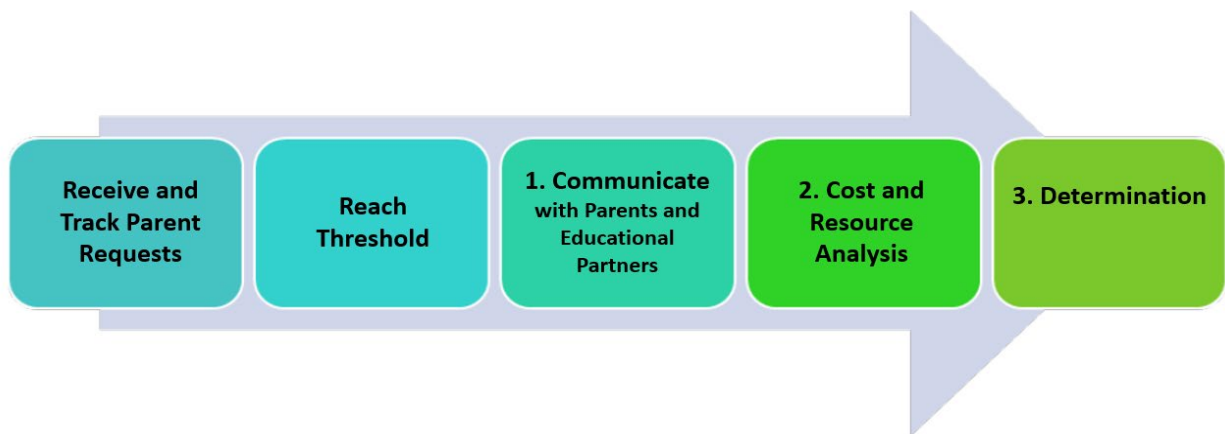 Receive and
Track Parent
Requests
Reach
Threshold
1. Communicate
with Parents and
Educational
Partners
2. Cost and
Resource
Analysis
3. Determination